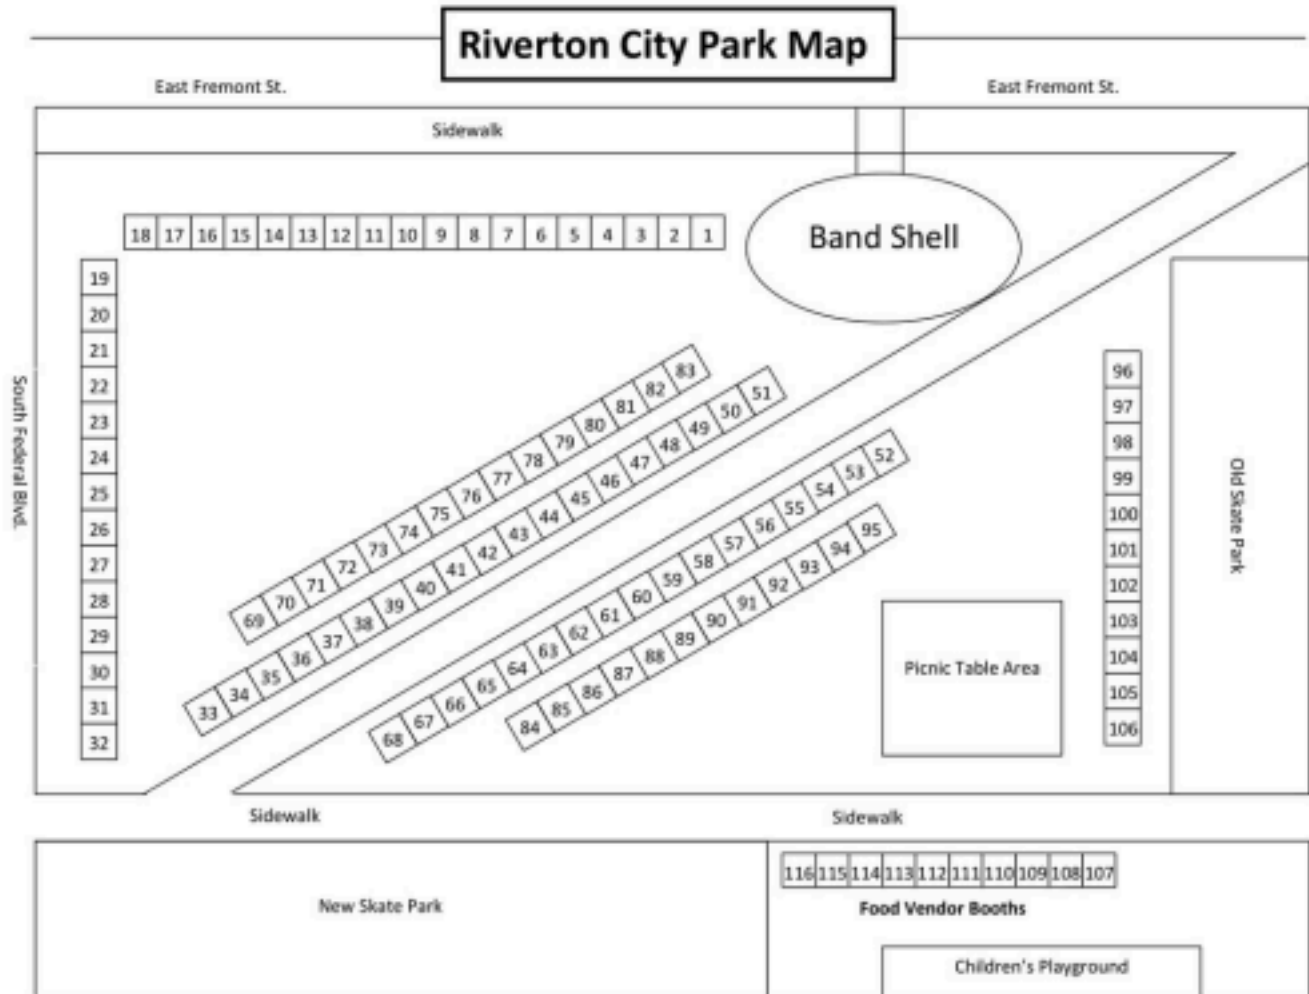 Riverton City Park Map
East Fremont St.
East Fremont St.
Sidewalk
Band Shell
18 17 16 15 14 13 12 11 10 9 8 7 6 5 4 3 2 1
19
20
21
22
23
24
25
26
27
28
29
30
31
32
South Federal Blvd.
69 70 71 72 73 74 75 76 77 78 79 80 81 82 83
33 34 35 36 37 38 39 40 41 42 43 44 45 46 47 48 49 50 51
68 67 66 65 64 63 62 61 60 59 58 57 56 55 54 53 52
84 85 86 87 88 89 90 91 92 93 94 95
96
97
98
99
100
101
102
103
104
105
106
Old Skate Park
Picnic Table Area
Sidewalk
Sidewalk
116 115 114 113 112 111 110 109 108 107
Food Vendor Booths
New Skate Park
Children's Playground